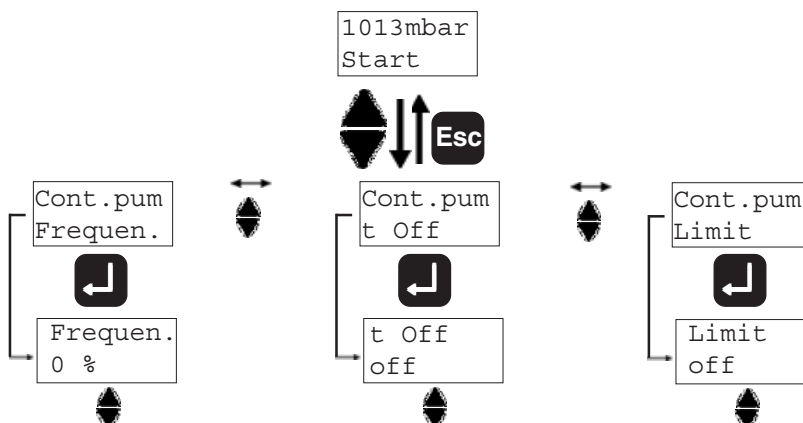 1013mbar
Start
Esc
Cont.pum
Frequen.
Cont.pum
t Off
Cont.pum
Limit
Frequen.
0 %
t Off
off
Limit
off